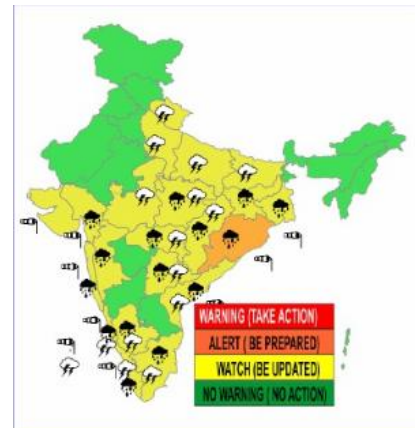 WARNING (TAKE ACTION)
ALERT ( BE PREPARED)
WATCH (BE UPDATED)
NO WARNING ( NO ACTION)